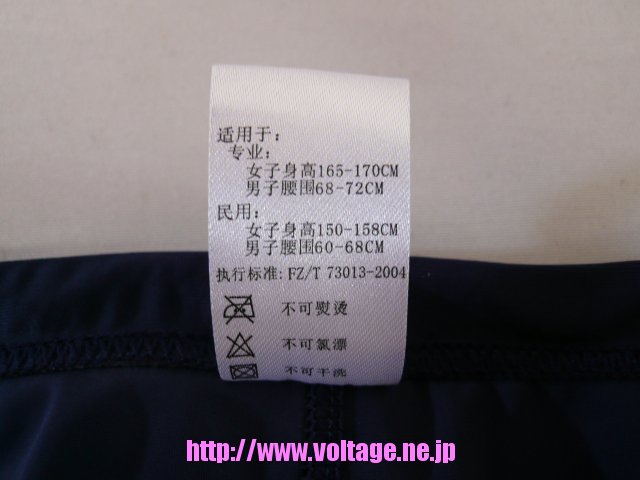 适用于：
专业：
女子身高165-170CM
男子腰围68-72CM
民用：
女子身高150-158CM
男子腰围60-68CM
执行标准：FZ/T 73013-2004
不可熨烫
不可氯漂
不可干洗
http://www.voltage.ne.jp